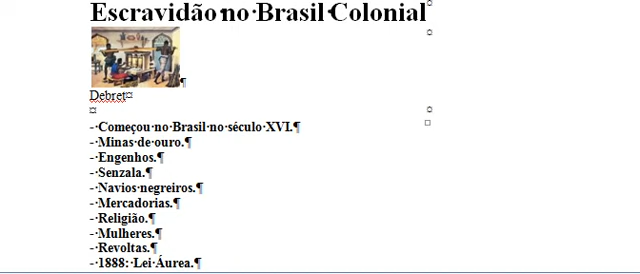 Escravidão no Brasil Colonial
Debret
- Começou no Brasil no século XVI.
- Minas de ouro.
- Engenhos.
- Senzala.
- Navios negreiros.
- Mercadorias.
- Religião.
- Mulheres.
- Revoltas.
- 1888: Lei Áurea.